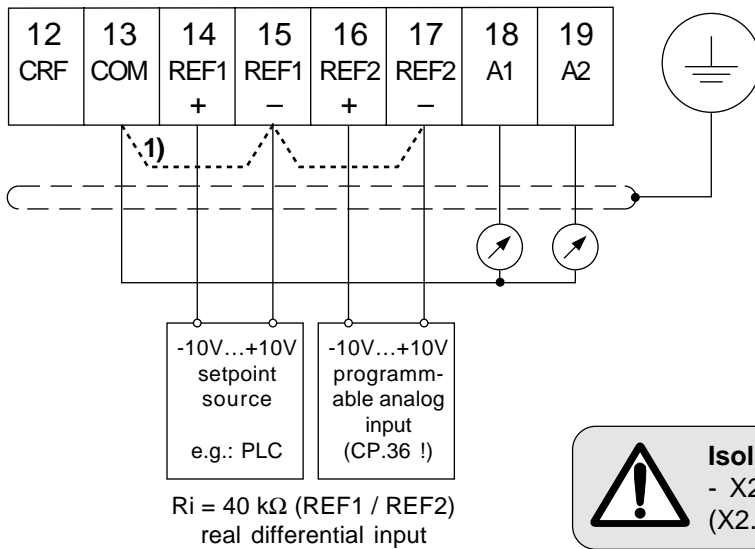 12 13 14 15 16 17 18 19
CRF COM REF1 REF1 REF2 REF2 A1 A2
+ – + –
1)
-10V...+10V
setpoint
source
e.g.: PLC
-10V...+10V
programm-
able analog
input
(CP.36 !)
Ri = 40 kΩ (REF1 / REF2)
real differential input
Isol
- X2
(X2.